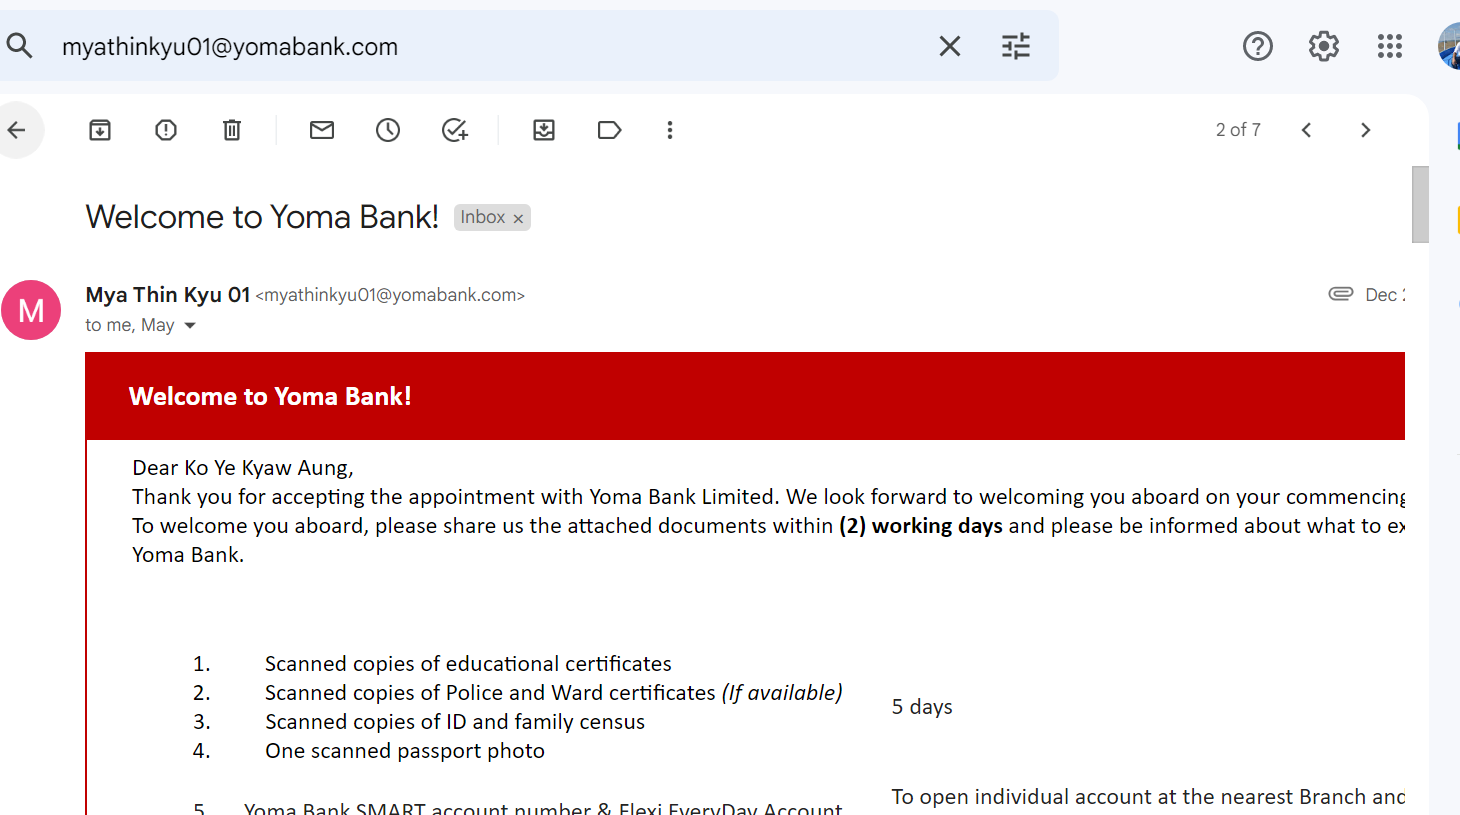 myathinkyu01@yomabank.com
2 of 7
Welcome to Yoma Bank! Inbox ×
M
Mya Thin Kyu 01 <myathinkyu01@yomabank.com>
Dec
to me, May
Welcome to Yoma Bank!
Dear Ko Ye Kyaw Aung,
Thank you for accepting the appointment with Yoma Bank Limited. We look forward to welcoming you aboard on your commencing
To welcome you aboard, please share us the attached documents within (2) working days and please be informed about what to ex
Yoma Bank.
1. Scanned copies of educational certificates
2. Scanned copies of Police and Ward certificates (If available)
5 days
3. Scanned copies of ID and family census
4. One scanned passport photo
To open individual account at the nearest Branch and
5. Yoma Bank SMART account number & Flexi EveryDay Account